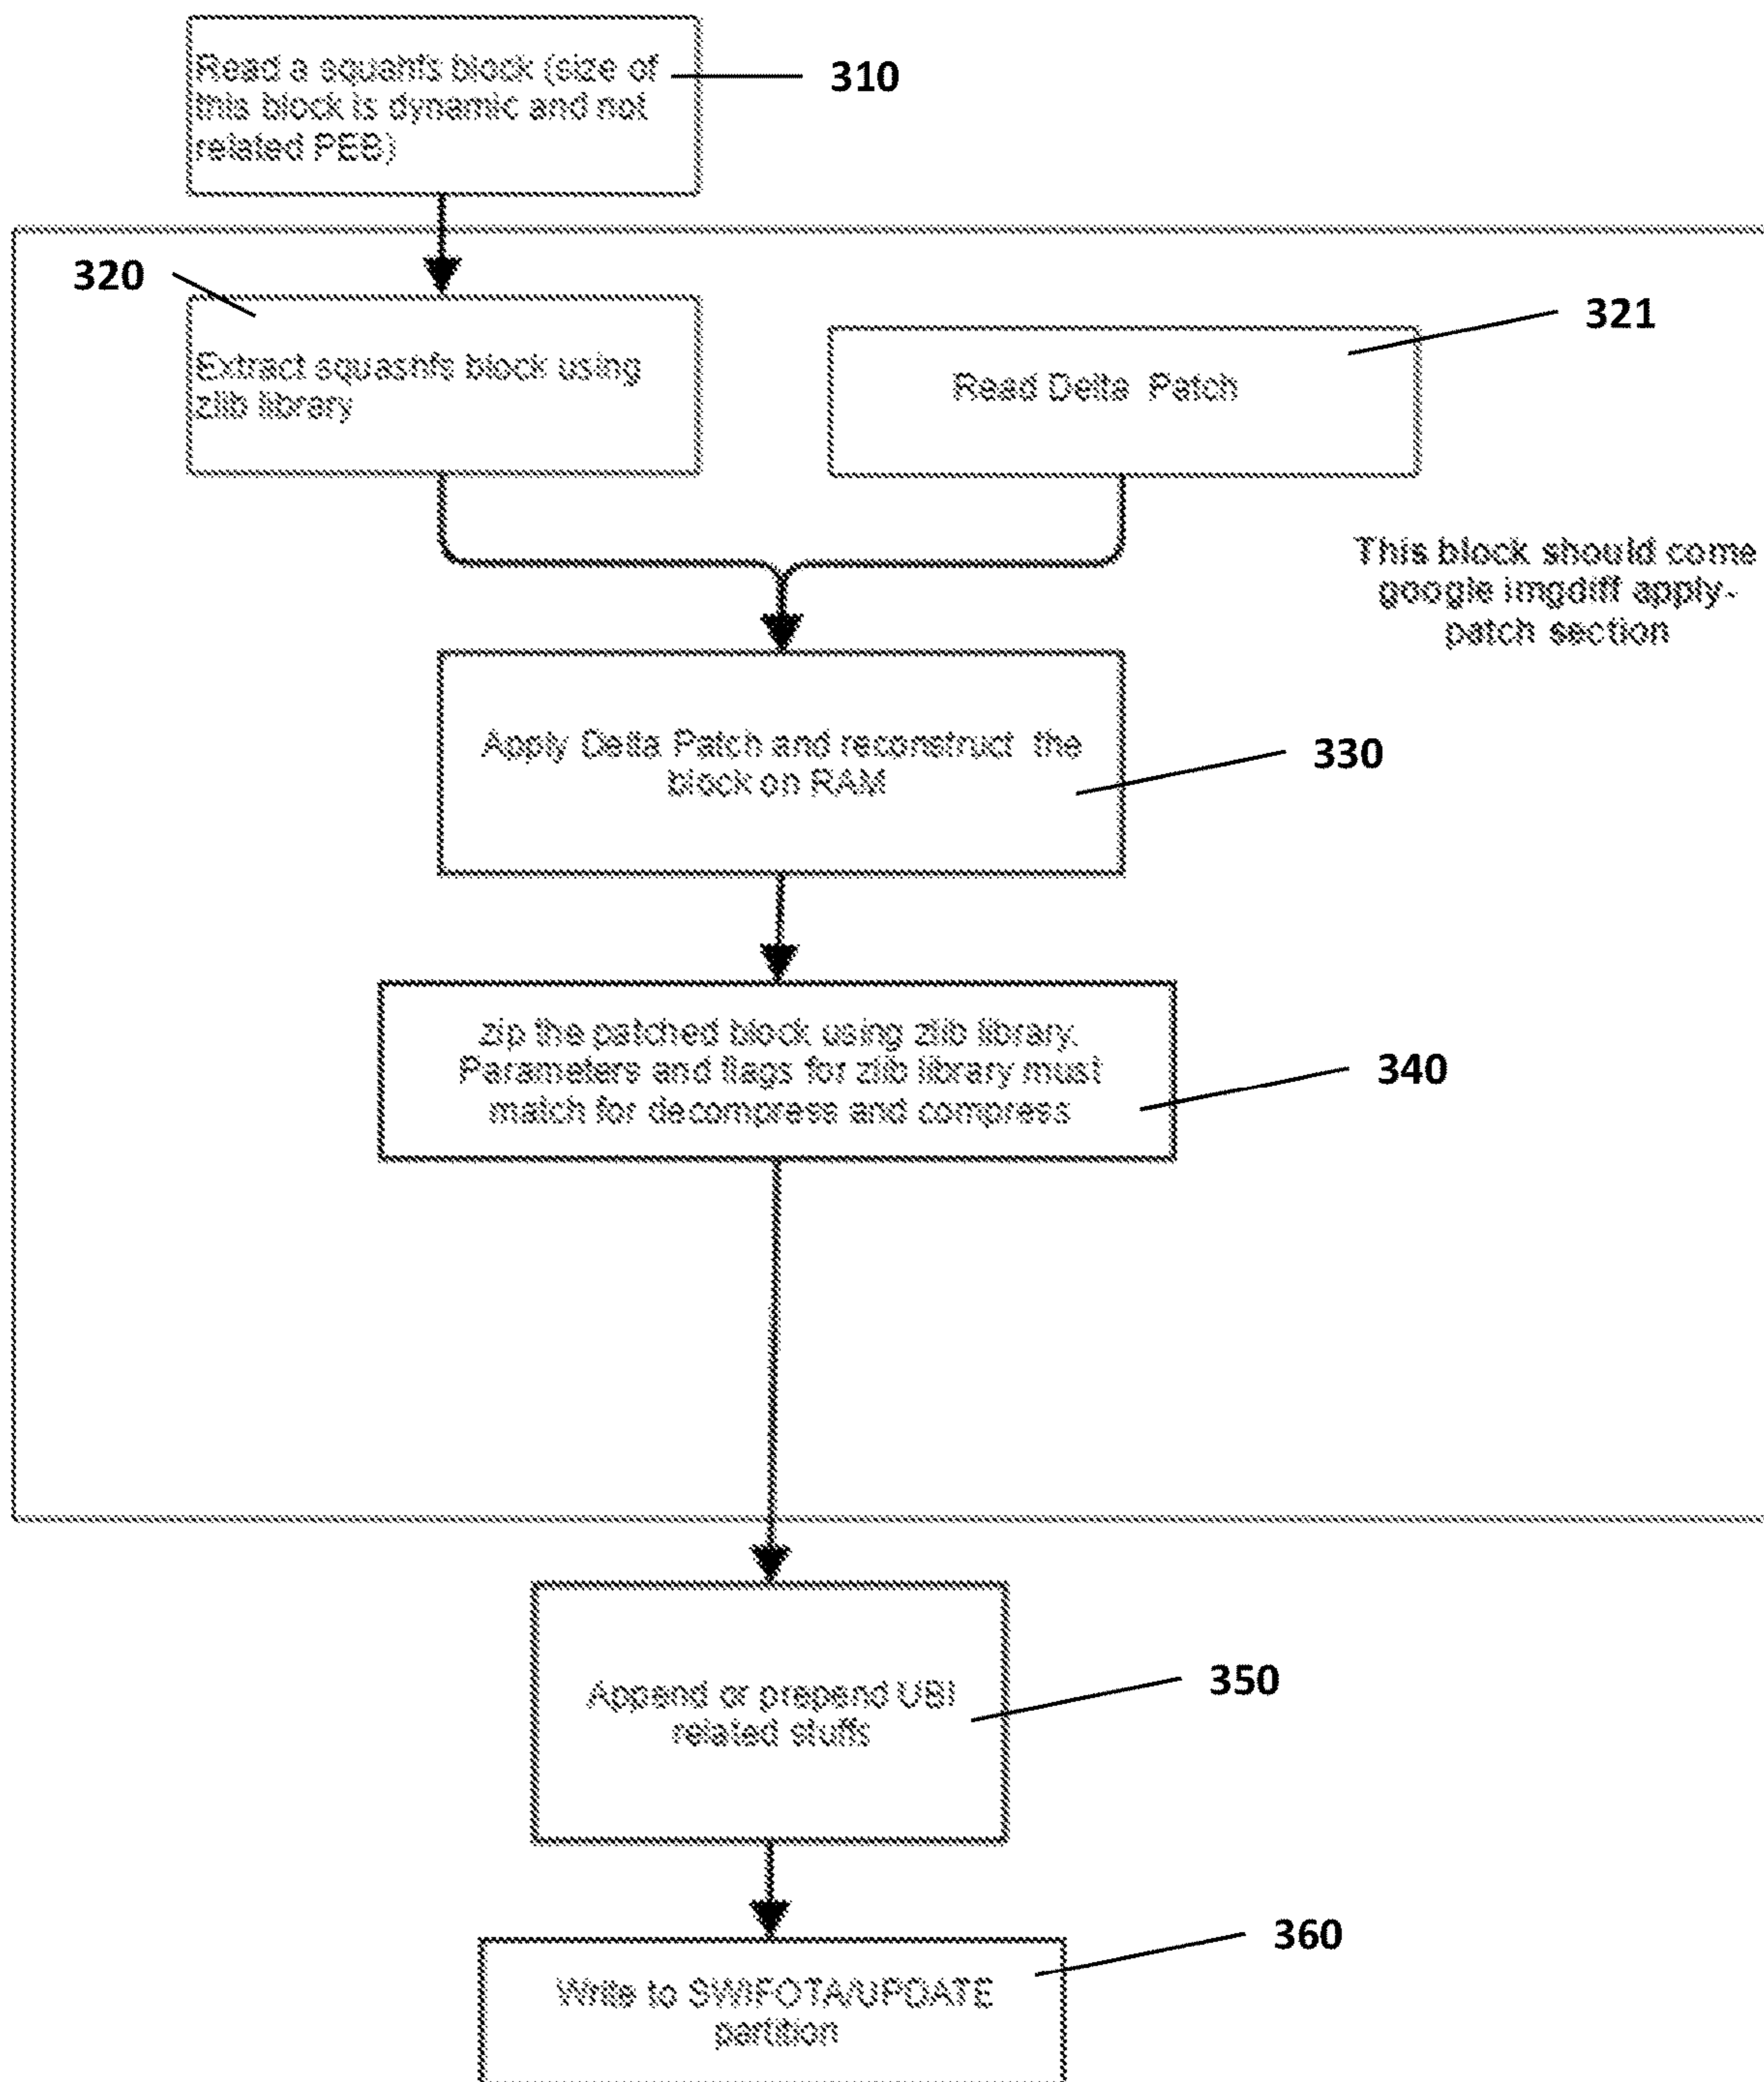 Read a squahfs block (size of
this block is dynamic and not
related PEB)
310
320
Extract squashfs block using
zlib library
321
Read Delta Patch
This block should come
google imgdiff apply-
patch section
Apply Delta Patch and reconstruct the
block on RAM
330
zip the patched block using zlib library.
Parameters and flags for zlib library must
match for decompress and compress
340
Append or prepend UBI
related stuffs
350
360
Write to SWIFOTA/UPDATE
partition